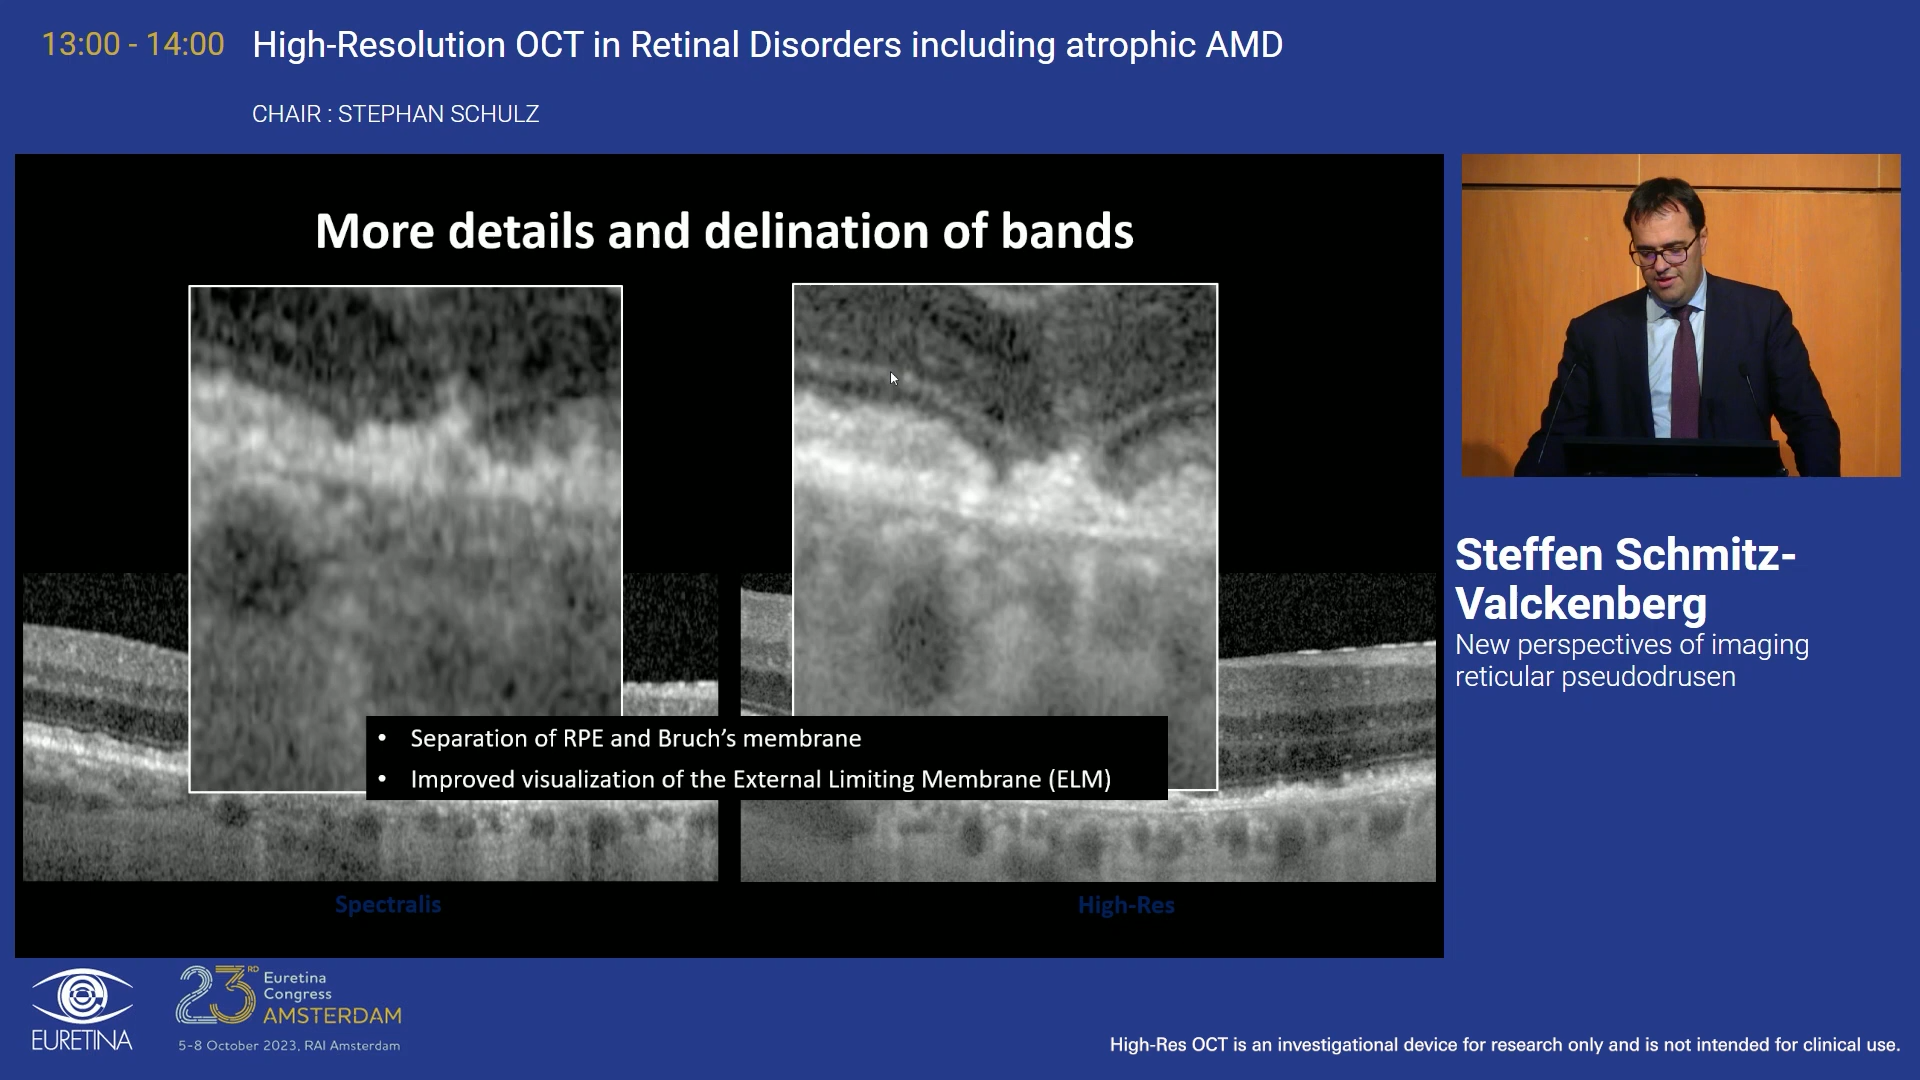 13:00 - 14:00 High-Resolution OCT in Retinal Disorders including atrophic AMD
CHAIR : STEPHAN SCHULZ
More details and delination of bands
• Separation of RPE and Bruch's membrane
• Improved visualization of the External Limiting Membrane (ELM)
Spectralis
High-Res
Steffen Schmitz-
Valckenberg
New perspectives of imaging
reticular pseudodrusen
EURETINA
23RD
Euretina
Congress
AMSTERDAM
5-8 October 2023, RAI Amsterdam
High-Res OCT is an investigational device for research only and is not intended for clinical use.